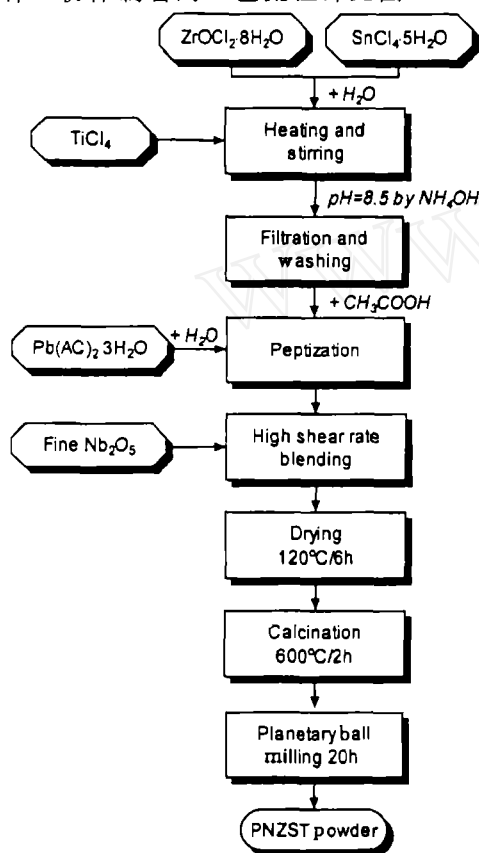 ZrOCl₂·8H₂O
SnCl₄·5H₂O
+ H₂O
TiCl₄
Heating and
stirring
pH=8.5 by NH₄OH
Filtration and
washing
+ CH₃COOH
Pb(AC)₂ 3H₂O
+ H₂O
Peptization
Fine Nb₂O₅
High shear rate
blending
Drying
120°C/6h
Calcination
600°C/2h
Planetary ball
milling 20h
PNZST powder
WWW